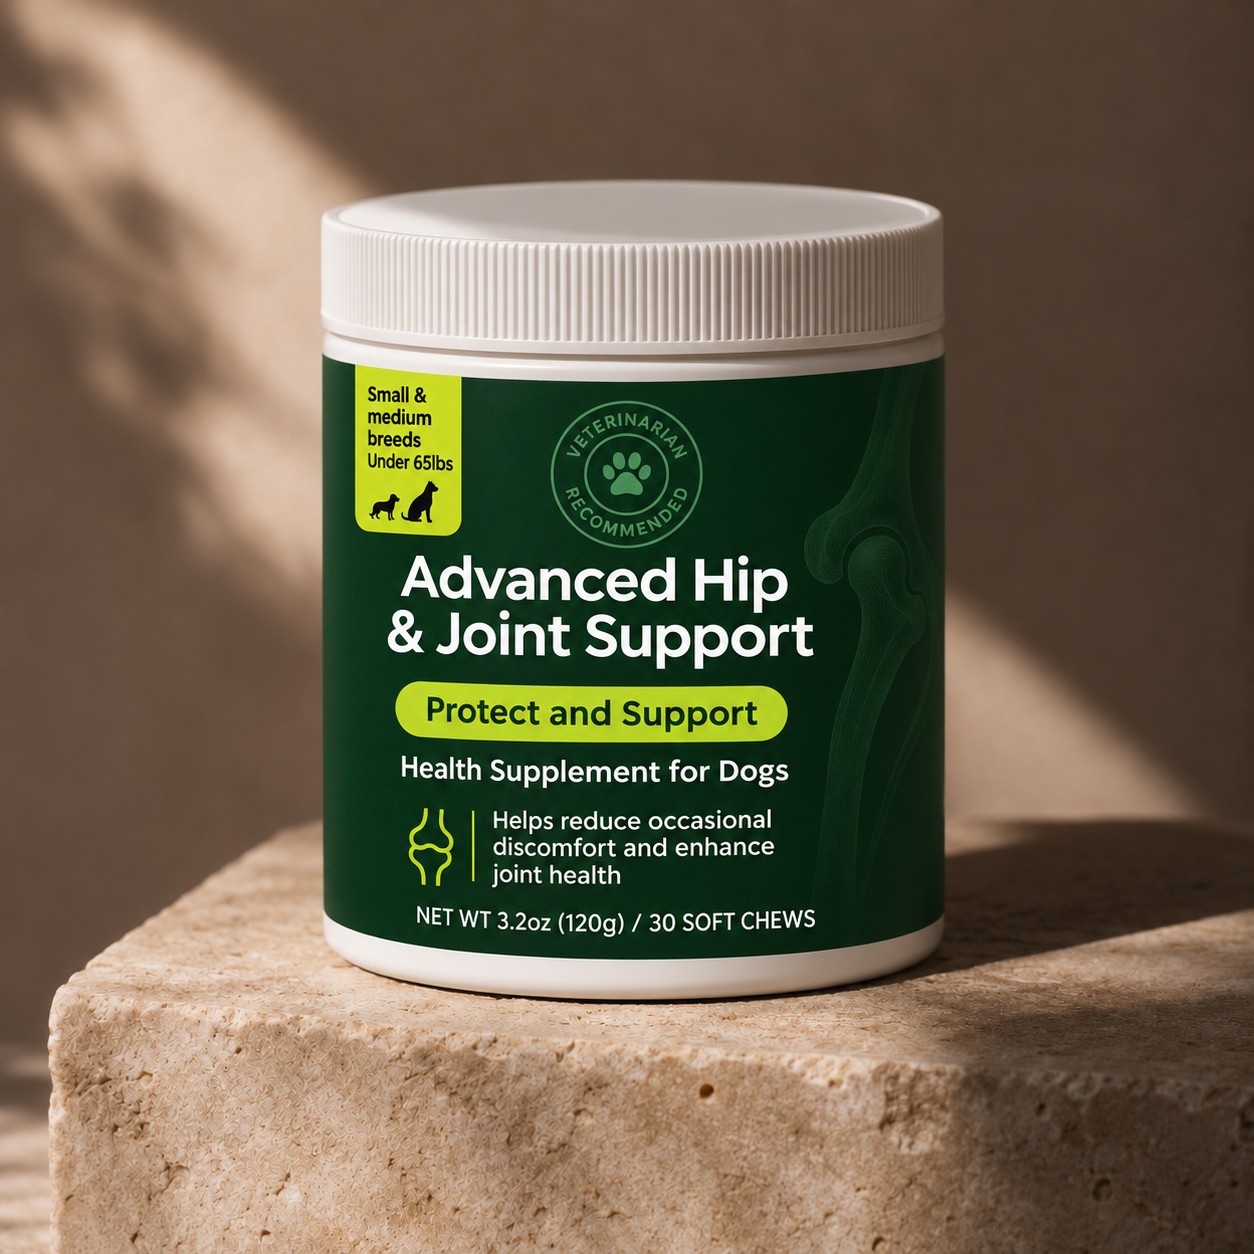 Small &
medium
breeds
Under 65lbs
VETERINARIAN
RECOMMENDED
Advanced Hip
& Joint Support
Protect and Support
Health Supplement for Dogs
Helps reduce occasional
discomfort and enhance
joint health
NET WT 3.2oz (120g) / 30 SOFT CHEWS